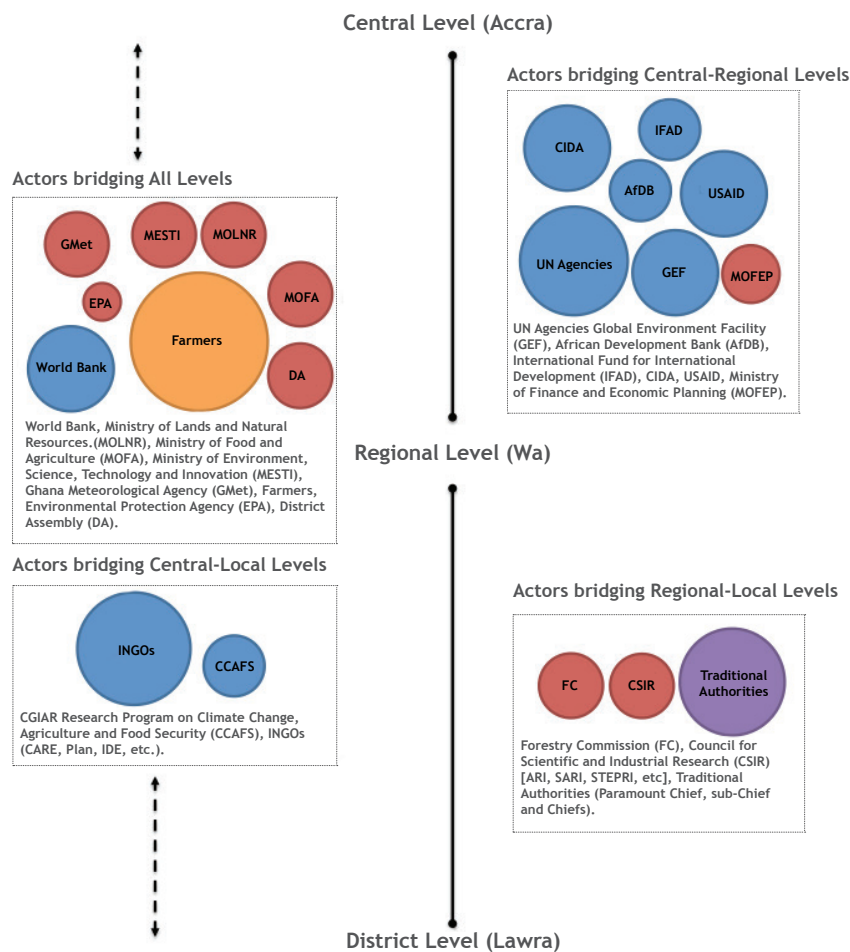 Central Level (Accra)
Actors bridging Central-Regional Levels
CIDA
IFAD
AfDB
USAID
UN Agencies
GEF
MOFEP
UN Agencies Global Environment Facility
(GEF), African Development Bank (AfDB),
International Fund for International
Development (IFAD), CIDA, USAID, Ministry
of Finance and Economic Planning (MOFEP).
Actors bridging All Levels
GMet
MESTI
MOLNR
EPA
MOFA
Farmers
World Bank
DA
World Bank, Ministry of Lands and Natural
Resources.(MOLNR), Ministry of Food and
Agriculture (MOFA), Ministry of Environment,
Science, Technology and Innovation (MESTI),
Ghana Meteorological Agency (GMet), Farmers,
Environmental Protection Agency (EPA), District
Assembly (DA).
Regional Level (Wa)
Actors bridging Central-Local Levels
INGOs
CCAFS
CGIAR Research Program on Climate Change,
Agriculture and Food Security (CCAFS), INGOs
(CARE, Plan, IDE, etc.).
Actors bridging Regional-Local Levels
FC
CSIR
Traditional
Authorities
Forestry Commission (FC), Council for
Scientific and Industrial Research (CSIR)
[ARI, SARI, STEPRI, etc], Traditional
Authorities (Paramount Chief, sub-Chief
and Chiefs).
District Level (Lawra)